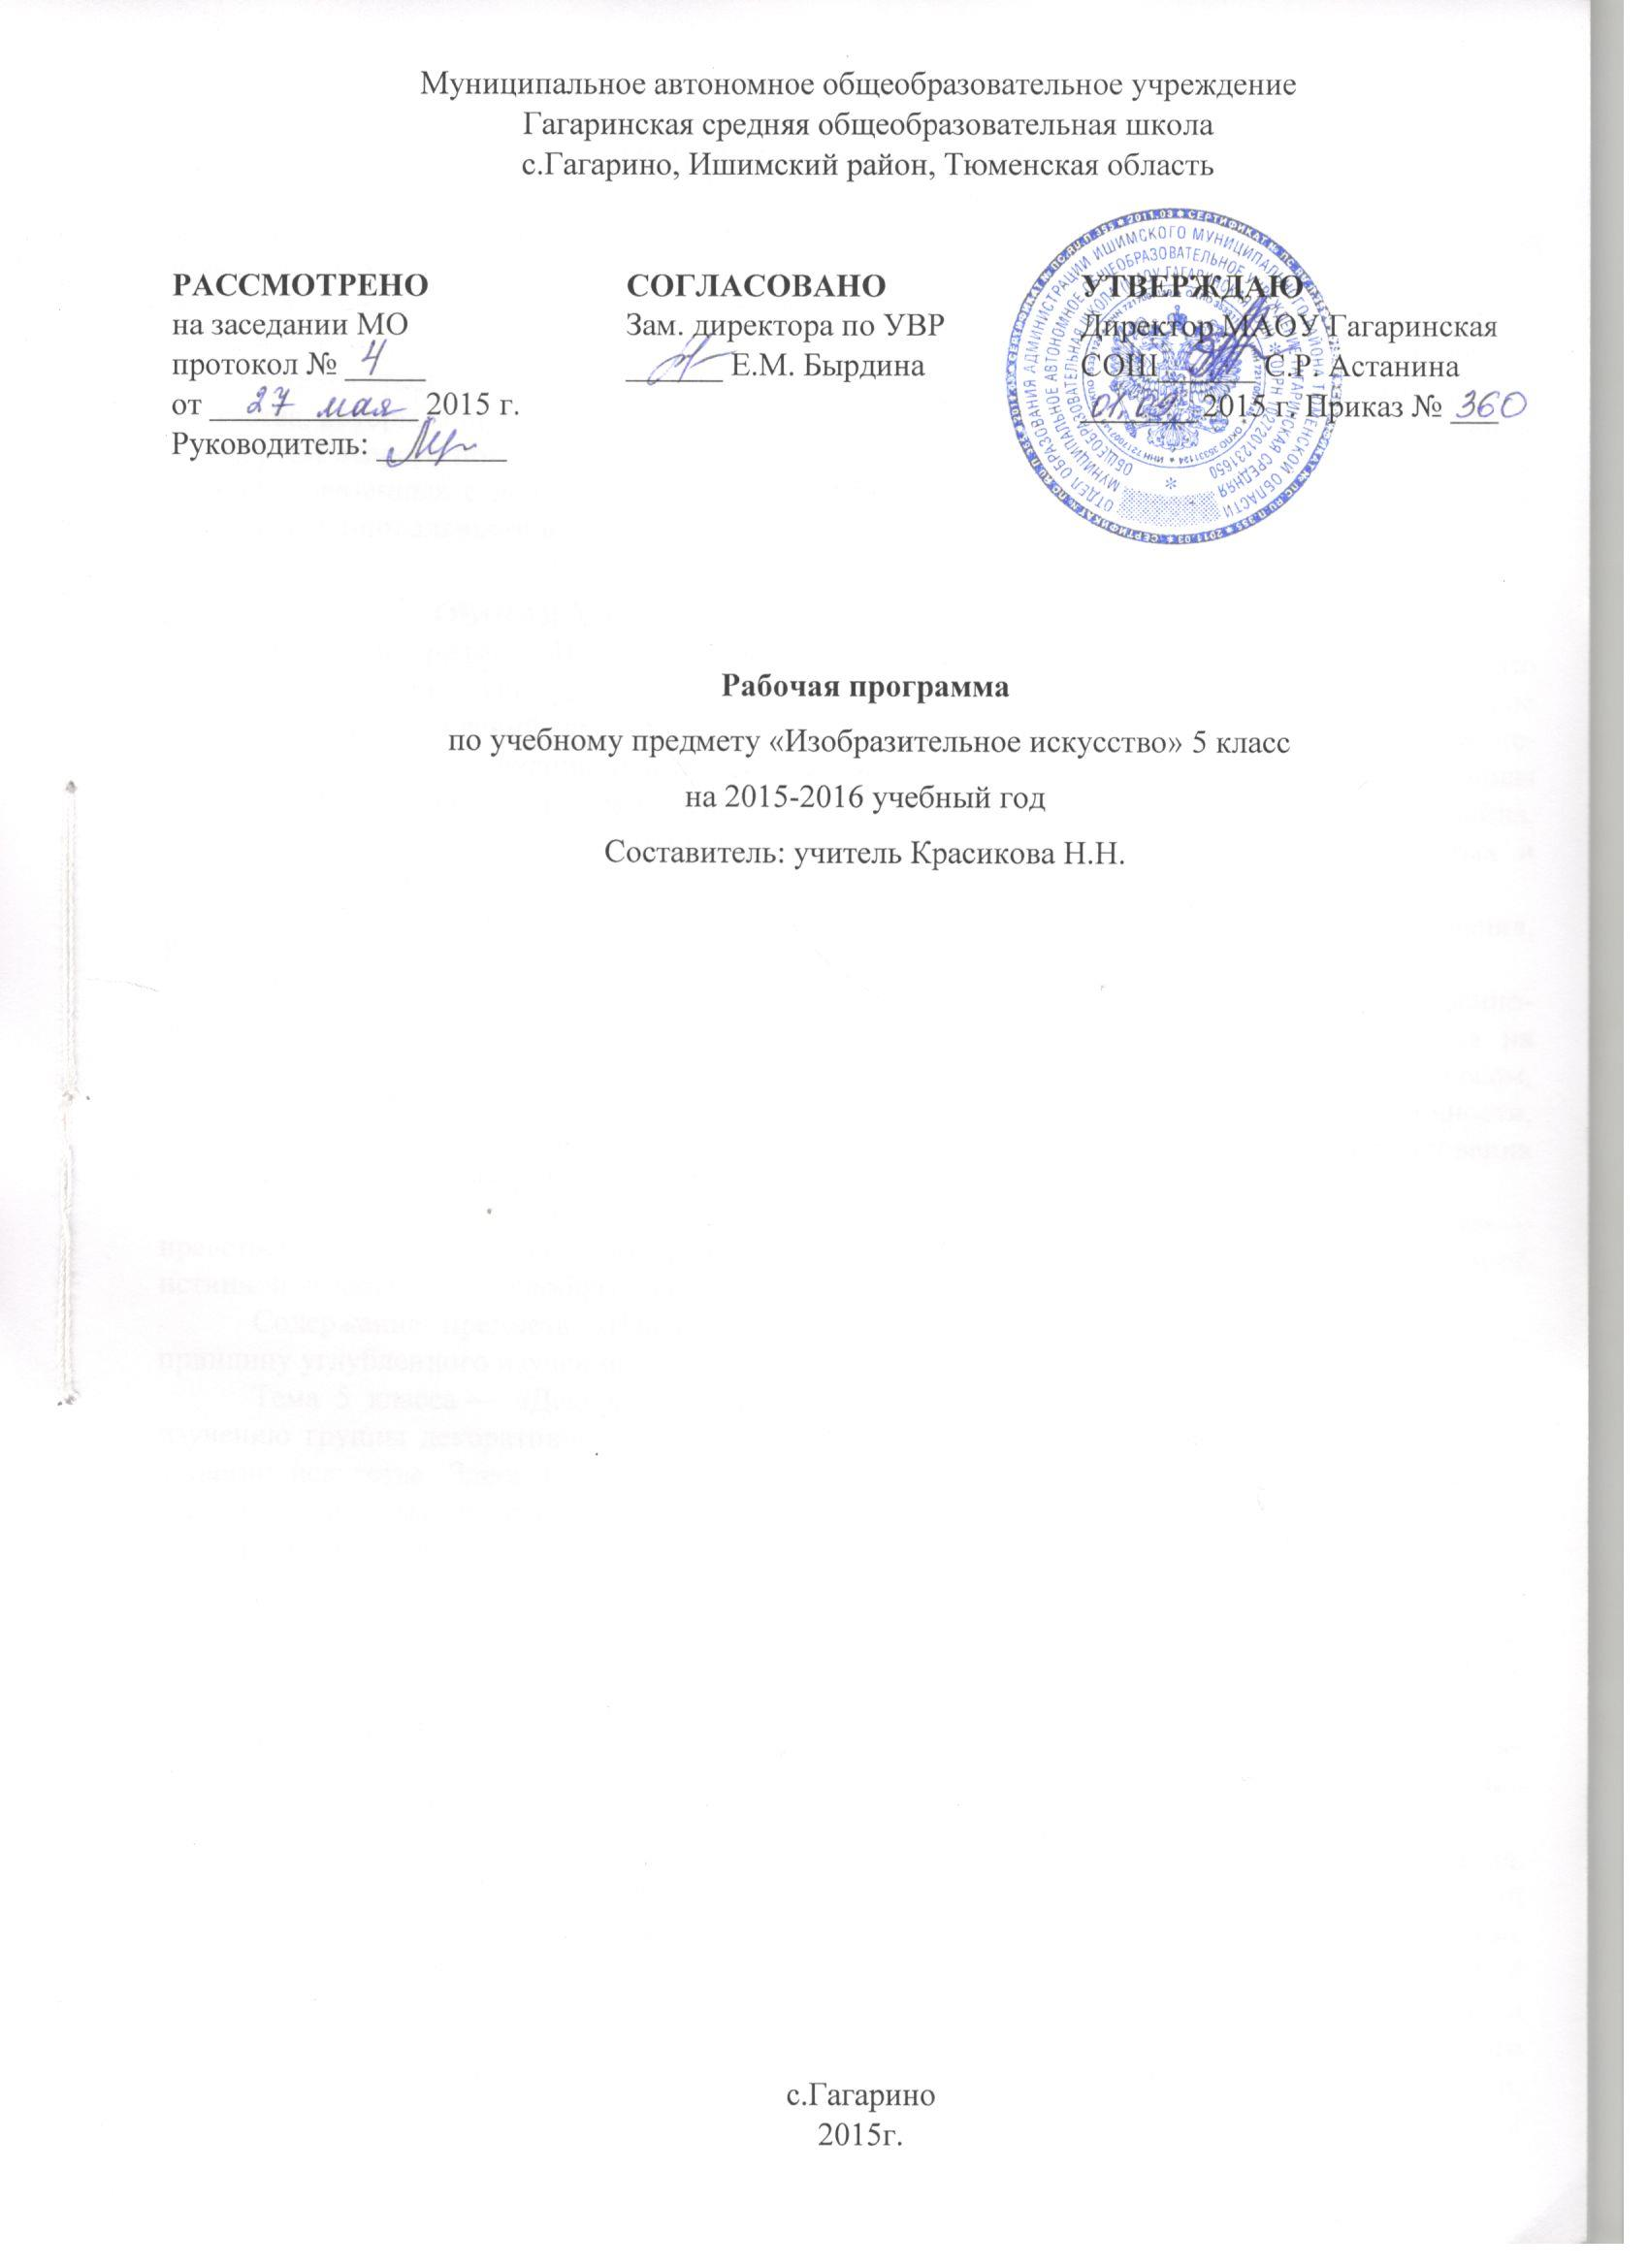 Муниципальное автономное общеобразовательное учреждение
Гагаринская средняя общеобразовательная школа
с.Гагарино, Ишимский район, Тюменская область
РАССМОТРЕНО
на заседании МО
протокол № 4
от 27 мая 2015 г.
Руководитель:
СОГЛАСОВАНО
Зам. директора по УВР
Е.М. Бырдина
УТВЕРЖДАЮ
Директор МАОУ Гагаринская
СОШ С.Р. Астанина
01.09. 2015 г. Приказ № 360
Рабочая программа
по учебному предмету «Изобразительное искусство» 5 класс
на 2015-2016 учебный год
Составитель: учитель Красикова Н.Н.
с.Гагарино
2015г.